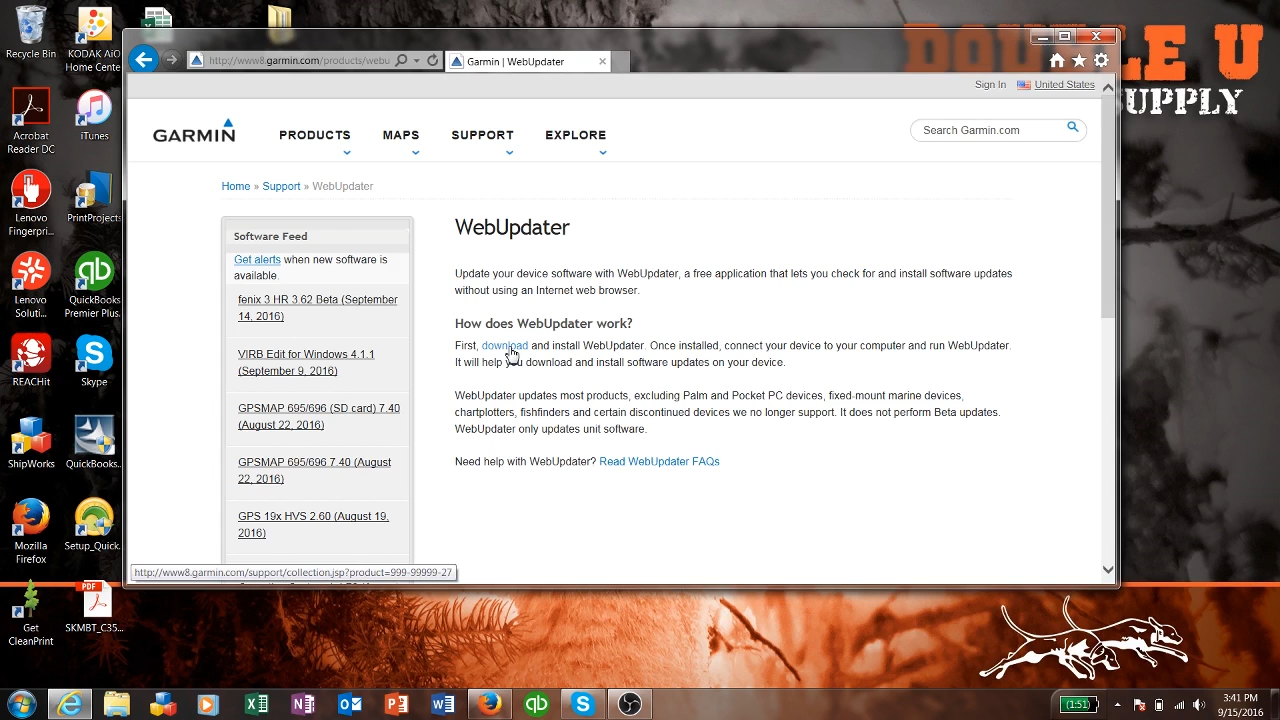 DOUBLE U
SUPPLY
Recycle Bin
KODAK AiO
Home Center
Acrobat
Reader DC
iTunes
Lenovo
Fingerpri...
PrintProjects
Lenovo
Soluti...
QuickBooks
Premier Plus...
REACHit
Skype
ShipWorks
QuickBooks...
Mozilla
Firefox
Setup_Quick...
Get
CleanPrint
PDF
SKMBT_C35...
http://www8.garmin.com/products/webu
Garmin | WebUpdater
Sign In
United States
GARMIN
PRODUCTS
MAPS
SUPPORT
EXPLORE
Search Garmin.com
Home » Support » WebUpdater
Software Feed
Get alerts when new software is
available.
fenix 3 HR 3.62 Beta (September
14, 2016)
VIRB Edit for Windows 4.1.1
(September 9, 2016)
GPSMAP 695/696 (SD card) 7.40
(August 22, 2016)
GPSMAP 695/696 7.40 (August
22, 2016)
GPS 19x HVS 2.60 (August 19,
2016)
WebUpdater
Update your device software with WebUpdater, a free application that lets you check for and install software updates
without using an Internet web browser.
How does WebUpdater work?
First, download and install WebUpdater. Once installed, connect your device to your computer and run WebUpdater.
It will help you download and install software updates on your device.
WebUpdater updates most products, excluding Palm and Pocket PC devices, fixed-mount marine devices,
chartplotters, fishfinders and certain discontinued devices we no longer support. It does not perform Beta updates.
WebUpdater only updates unit software.
Need help with WebUpdater? Read WebUpdater FAQs
http://www8.garmin.com/support/collection.jsp?product=999-99999-27
(1:51)
3:41 PM
9/15/2016